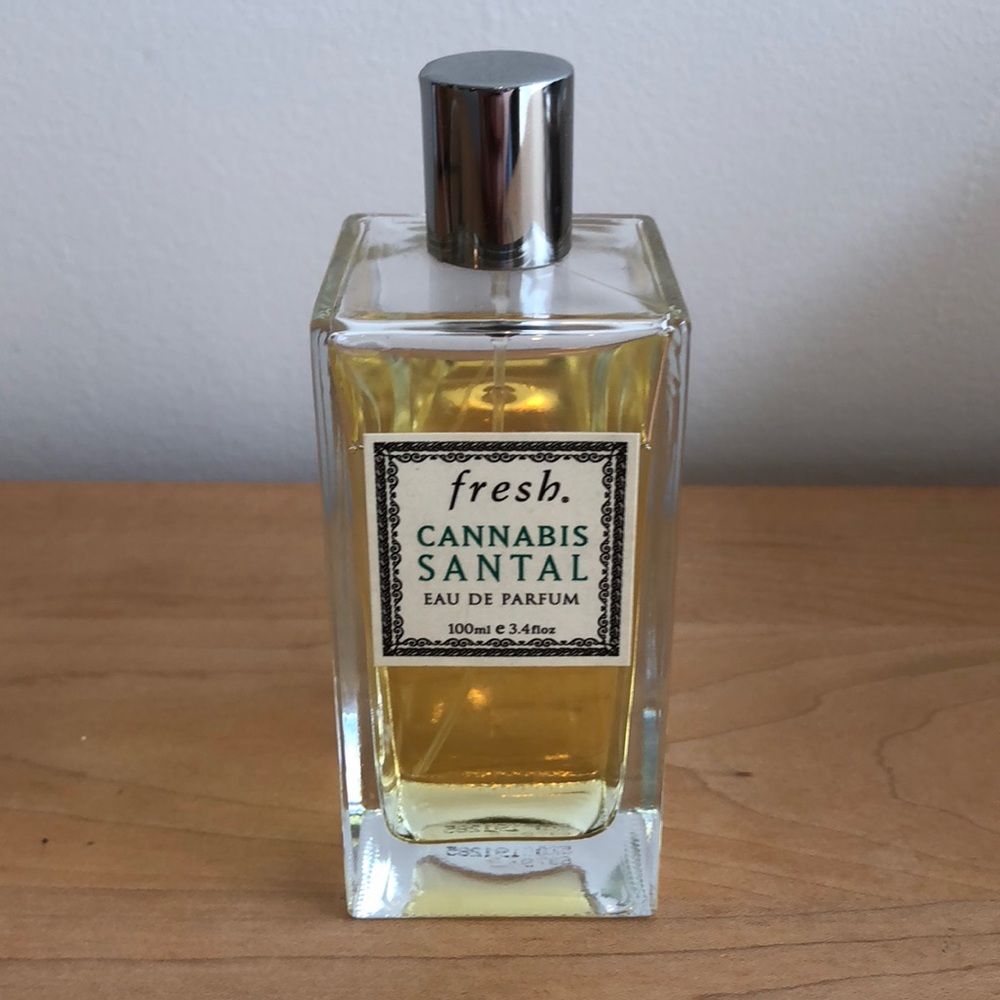 fresh.
CANNABIS
SANTAL
EAU DE PARFUM
100ml e 3.4floz